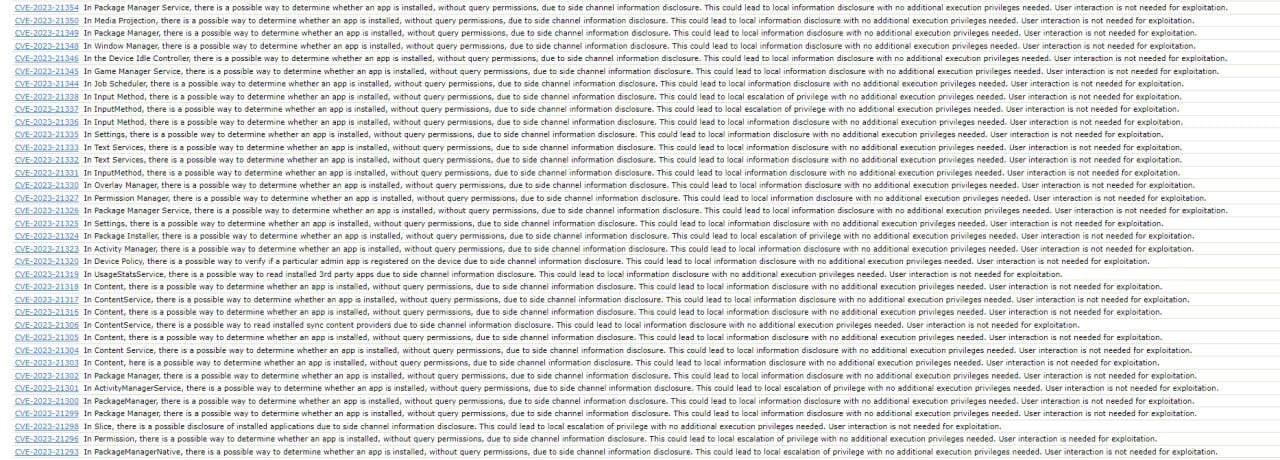 CVE-2023-21354 In Package Manager Service, there is a possible way to determine whether an app is installed, without query permissions, due to side channel information disclosure. This could lead to local information disclosure with no additional execution privileges needed. User interaction is not needed for exploitation.
CVE-2023-21350 In Media Projection, there is a possible way to determine whether an app is installed, without query permissions, due to side channel information disclosure. This could lead to local information disclosure with no additional execution privileges needed. User interaction is not needed for exploitation.
CVE-2023-21349 In Package Manager, there is a possible way to determine whether an app is installed, without query permissions, due to side channel information disclosure. This could lead to local information disclosure with no additional execution privileges needed. User interaction is not needed for exploitation.
CVE-2023-21348 In Window Manager, there is a possible way to determine whether an app is installed, without query permissions, due to side channel information disclosure. This could lead to local information disclosure with no additional execution privileges needed. User interaction is not needed for exploitation.
CVE-2023-21346 In the Device Idle Controller, there is a possible way to determine whether an app is installed, without query permissions, due to side channel information disclosure. This could lead to local information disclosure with no additional execution privileges needed. User interaction is not needed for exploitation.
CVE-2023-21345 In Game Manager Service, there is a possible way to determine whether an app is installed, without query permissions, due to side channel information disclosure. This could lead to local information disclosure with no additional execution privileges needed. User interaction is not needed for exploitation.
CVE-2023-21344 In Job Scheduler, there is a possible way to determine whether an app is installed, without query permissions, due to side channel information disclosure. This could lead to local information disclosure with no additional execution privileges needed. User interaction is not needed for exploitation.
CVE-2023-21338 In Input Method, there is a possible way to determine whether an app is installed, without query permissions, due to side channel information disclosure. This could lead to local escalation of privilege with no additional execution privileges needed. User interaction is not needed for exploitation.
CVE-2023-21337 In InputMethod, there is a possible way to determine whether an app is installed, without query permissions, due to side channel information disclosure. This could lead to local escalation of privilege with no additional execution privileges needed. User interaction is not needed for exploitation.
CVE-2023-21336 In Input Method, there is a possible way to determine whether an app is installed, without query permissions, due to side channel information disclosure. This could lead to local information disclosure with no additional execution privileges needed. User interaction is not needed for exploitation.
CVE-2023-21335 In Settings, there is a possible way to determine whether an app is installed, without query permissions, due to side channel information disclosure. This could lead to local information disclosure with no additional execution privileges needed. User interaction is not needed for exploitation.
CVE-2023-21333 In Text Services, there is a possible way to determine whether an app is installed, without query permissions, due to side channel information disclosure. This could lead to local information disclosure with no additional execution privileges needed. User interaction is not needed for exploitation.
CVE-2023-21332 In Text Services, there is a possible way to determine whether an app is installed, without query permissions, due to side channel information disclosure. This could lead to local information disclosure with no additional execution privileges needed. User interaction is not needed for exploitation.
CVE-2023-21331 In InputMethod, there is a possible way to determine whether an app is installed, without query permissions, due to side channel information disclosure. This could lead to local information disclosure with no additional execution privileges needed. User interaction is not needed for exploitation.
CVE-2023-21330 In Overlay Manager, there is a possible way to determine whether an app is installed, without query permissions, due to side channel information disclosure. This could lead to local information disclosure with no additional execution privileges needed. User interaction is not needed for exploitation.
CVE-2023-21327 In Permission Manager, there is a possible way to determine whether an app is installed, without query permissions, due to side channel information disclosure. This could lead to local information disclosure with no additional execution privileges needed. User interaction is not needed for exploitation.
CVE-2023-21326 In Package Manager Service, there is a possible way to determine whether an app is installed, without query permissions, due to side channel information disclosure. This could lead to local information disclosure with no additional execution privileges needed. User interaction is not needed for exploitation.
CVE-2023-21325 In Settings, there is a possible way to determine whether an app is installed, without query permissions, due to side channel information disclosure. This could lead to local information disclosure with no additional execution privileges needed. User interaction is not needed for exploitation.
CVE-2023-21324 In Package Installer, there is a possible way to determine whether an app is installed, without query permissions, due to side channel information disclosure. This could lead to local escalation of privilege with no additional execution privileges needed. User interaction is not needed for exploitation.
CVE-2023-21323 In Activity Manager, there is a possible way to determine whether an app is installed, without query permissions, due to side channel information disclosure. This could lead to local information disclosure with no additional execution privileges needed. User interaction is not needed for exploitation.
CVE-2023-21320 In Device Policy, there is a possible way to verify if a particular admin app is registered on the device due to side channel information disclosure. This could lead to local information disclosure with no additional execution privileges needed. User interaction is not needed for exploitation.
CVE-2023-21319 In UsageStatsService, there is a possible way to read installed 3rd party apps due to side channel information disclosure. This could lead to local information disclosure with no additional execution privileges needed. User interaction is not needed for exploitation.
CVE-2023-21318 In Content, there is a possible way to determine whether an app is installed, without query permissions, due to side channel information disclosure. This could lead to local information disclosure with no additional execution privileges needed. User interaction is not needed for exploitation.
CVE-2023-21317 In ContentService, there is a possible way to determine whether an app is installed, without query permissions, due to side channel information disclosure. This could lead to local information disclosure with no additional execution privileges needed. User interaction is not needed for exploitation.
CVE-2023-21316 In Content, there is a possible way to determine whether an app is installed, without query permissions, due to side channel information disclosure. This could lead to local information disclosure with no additional execution privileges needed. User interaction is not needed for exploitation.
CVE-2023-21306 In ContentService, there is a possible way to read installed sync content providers due to side channel information disclosure. This could lead to local information disclosure with no additional execution privileges needed. User interaction is not needed for exploitation.
CVE-2023-21305 In Content, there is a possible way to determine whether an app is installed, without query permissions, due to side channel information disclosure. This could lead to local information disclosure with no additional execution privileges needed. User interaction is not needed for exploitation.
CVE-2023-21304 In Content Service, there is a possible way to determine whether an app is installed, without query permissions, due to side channel information disclosure. This could lead to local information disclosure with no additional execution privileges needed. User interaction is not needed for exploitation.
CVE-2023-21303 In Content, here is a possible way to determine whether an app is installed, without query permissions, due to side channel information disclosure. This could lead to local information disclosure with no additional execution privileges needed. User interaction is not needed for exploitation.
CVE-2023-21302 In Package Manager, there is a possible way to determine whether an app is installed, without query permissions, due to side channel information disclosure. This could lead to local information disclosure with no additional execution privileges needed. User interaction is not needed for exploitation.
CVE-2023-21301 In ActivityManagerService, there is a possible way to determine whether an app is installed, without query permissions, due to side channel information disclosure. This could lead to local escalation of privilege with no additional execution privileges needed. User interaction is not needed for exploitation.
CVE-2023-21300 In PackageManager, there is a possible way to determine whether an app is installed, without query permissions, due to side channel information disclosure. This could lead to local information disclosure with no additional execution privileges needed. User interaction is not needed for exploitation.
CVE-2023-21299 In Package Manager, there is a possible way to determine whether an app is installed, without query permissions, due to side channel information disclosure. This could lead to local information disclosure with no additional execution privileges needed. User interaction is not needed for exploitation.
CVE-2023-21298 In Slice, there is a possible disclosure of installed applications due to side channel information disclosure. This could lead to local escalation of privilege with no additional execution privileges needed. User interaction is not needed for exploitation.
CVE-2023-21296 In Permission, there is a possible way to determine whether an app is installed, without query permissions, due to side channel information disclosure. This could lead to local escalation of privilege with no additional execution privileges needed. User interaction is needed for exploitation.
CVE-2023-21293 In PackageManagerNative, there is a possible way to determine whether an app is installed, without query permissions, due to side channel information disclosure. This could lead to local information disclosure with no additional execution privileges needed. User interaction is not needed for exploitation.